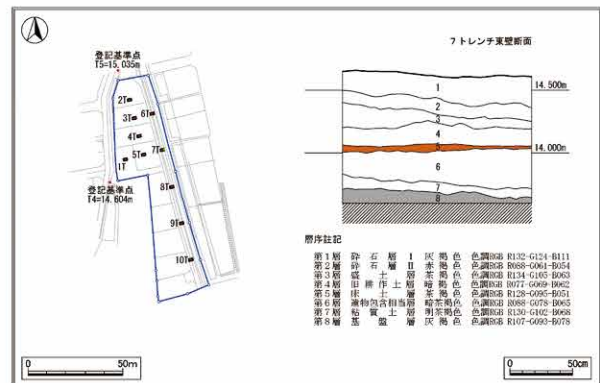 登記基準点
T5=15.035m
2T
3T
6T
4T
5T
7T
1T
登記基準点
T4=14.604m
8T
9T
10T
0
50m
7トレンチ東壁断面
1
14.500m
2
3
4
5
14.000m
6
7
8
層序註記
第1層 砕石層Ⅰ 灰褐色 色調RGB R132-G124-B111
第2層 砕石層Ⅱ 赤褐色 色調RGB R088-G061-B054
第3層 盛土層 茶褐色 色調RGB R134-G105-B063
第4層 旧耕作土層 暗褐色 色調RGB R077-G069-B062
第5層 床土層 茶褐色 色調RGB R128-G095-B051
第6層 遺物包含相当層 暗茶褐色 色調RGB R088-G078-B065
第7層 粘質土層 明茶褐色 色調RGB R130-G102-B068
第8層 基盤層 灰褐色 色調RGB R107-G093-B078
0
50cm